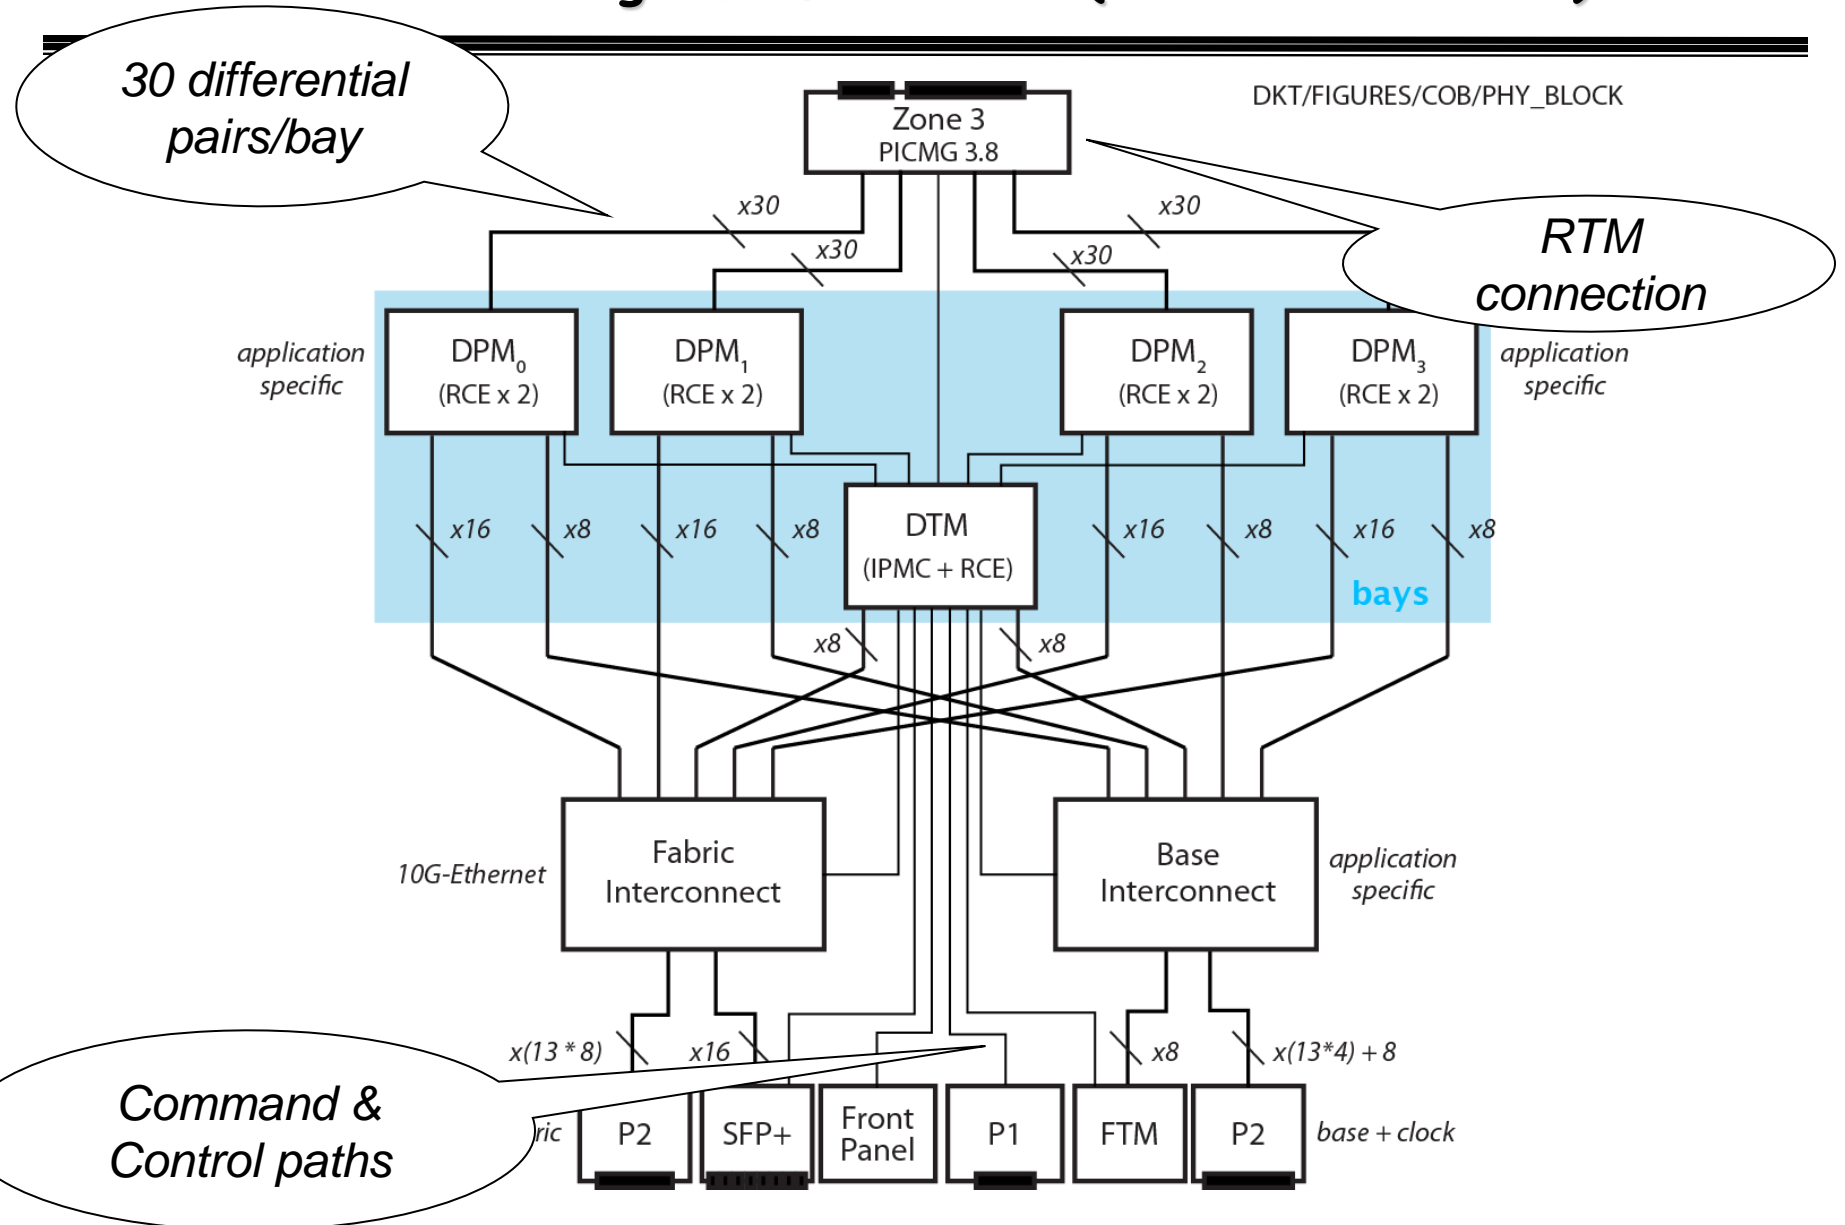 30 differential
pairs/bay
DKT/FIGURES/COB/PHY_BLOCK
Zone 3
PICMG 3.8
x30
x30
x30
x30
RTM
connection
application
specific
DPM0
(RCE x 2)
DPM1
(RCE x 2)
DPM2
(RCE x 2)
DPM3
(RCE x 2)
application
specific
x16
x8
x16
x8
DTM
(IPMC + RCE)
x16
x8
x16
x8
bays
x8
x8
10G-Ethernet
Fabric
Interconnect
Base
Interconnect
application
specific
x(13 * 8)
x16
x8
x(13*4) + 8
Command &
Control paths
ric
P2
SFP+
Front
Panel
P1
FTM
P2
base + clock